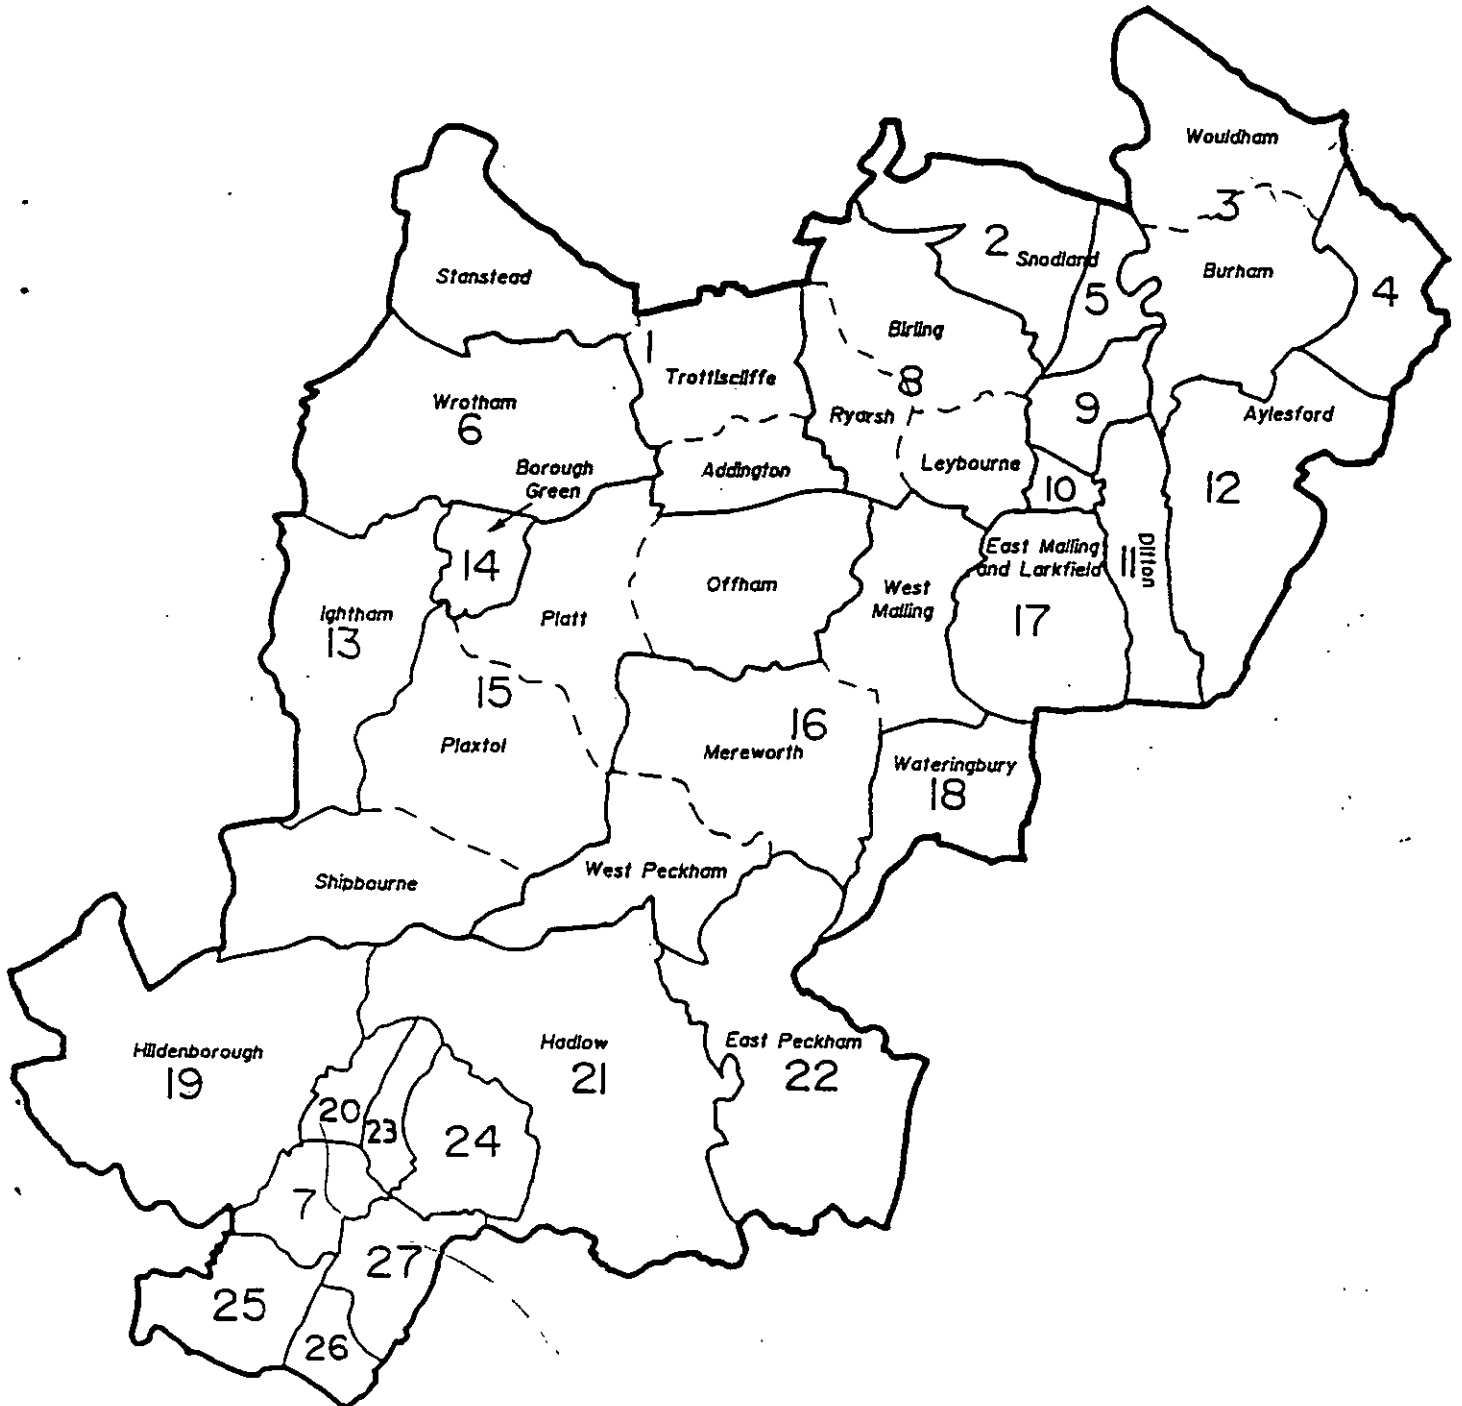 Wouldham
3
Burham
4
2
Snodland
5
Stanstead
1
Trottiscliffe
Birling
8
Ryarsh
Wrotham
6
9
Aylesford
Borough
Green
Addington
Leybourne
10
12
14
Ightham
13
Platt
Offham
West
Malling
East Malling
and Larkfield
17
11
Ditton
15
Plaxtol
16
Mereworth
Wateringbury
18
Shipbourne
West Peckham
Hildenborough
19
Hadlow
21
East Peckham
22
20
23
24
7
27
25
26